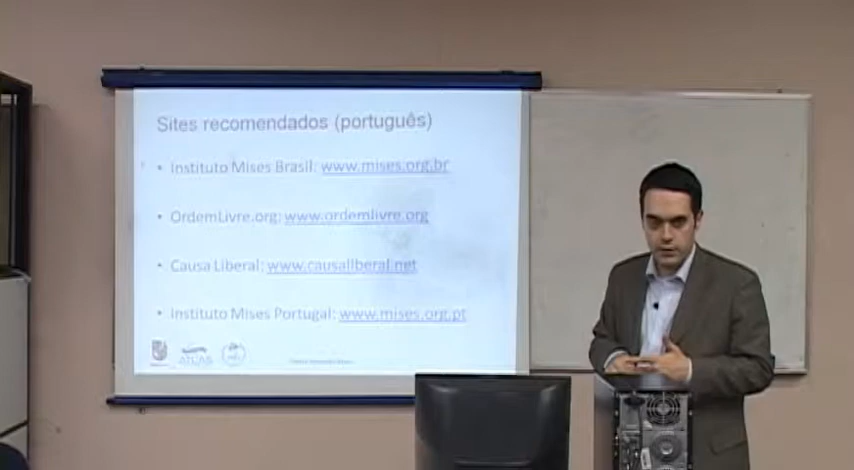 Sites recomendados (português)
• Instituto Mises Brasil: www.mises.org.br
• OrdemLivre.org: www.ordemlivre.org
• Causa Liberal: www.causaliberal.net
• Instituto Mises Portugal: www.mises.org.pt
ATLAS